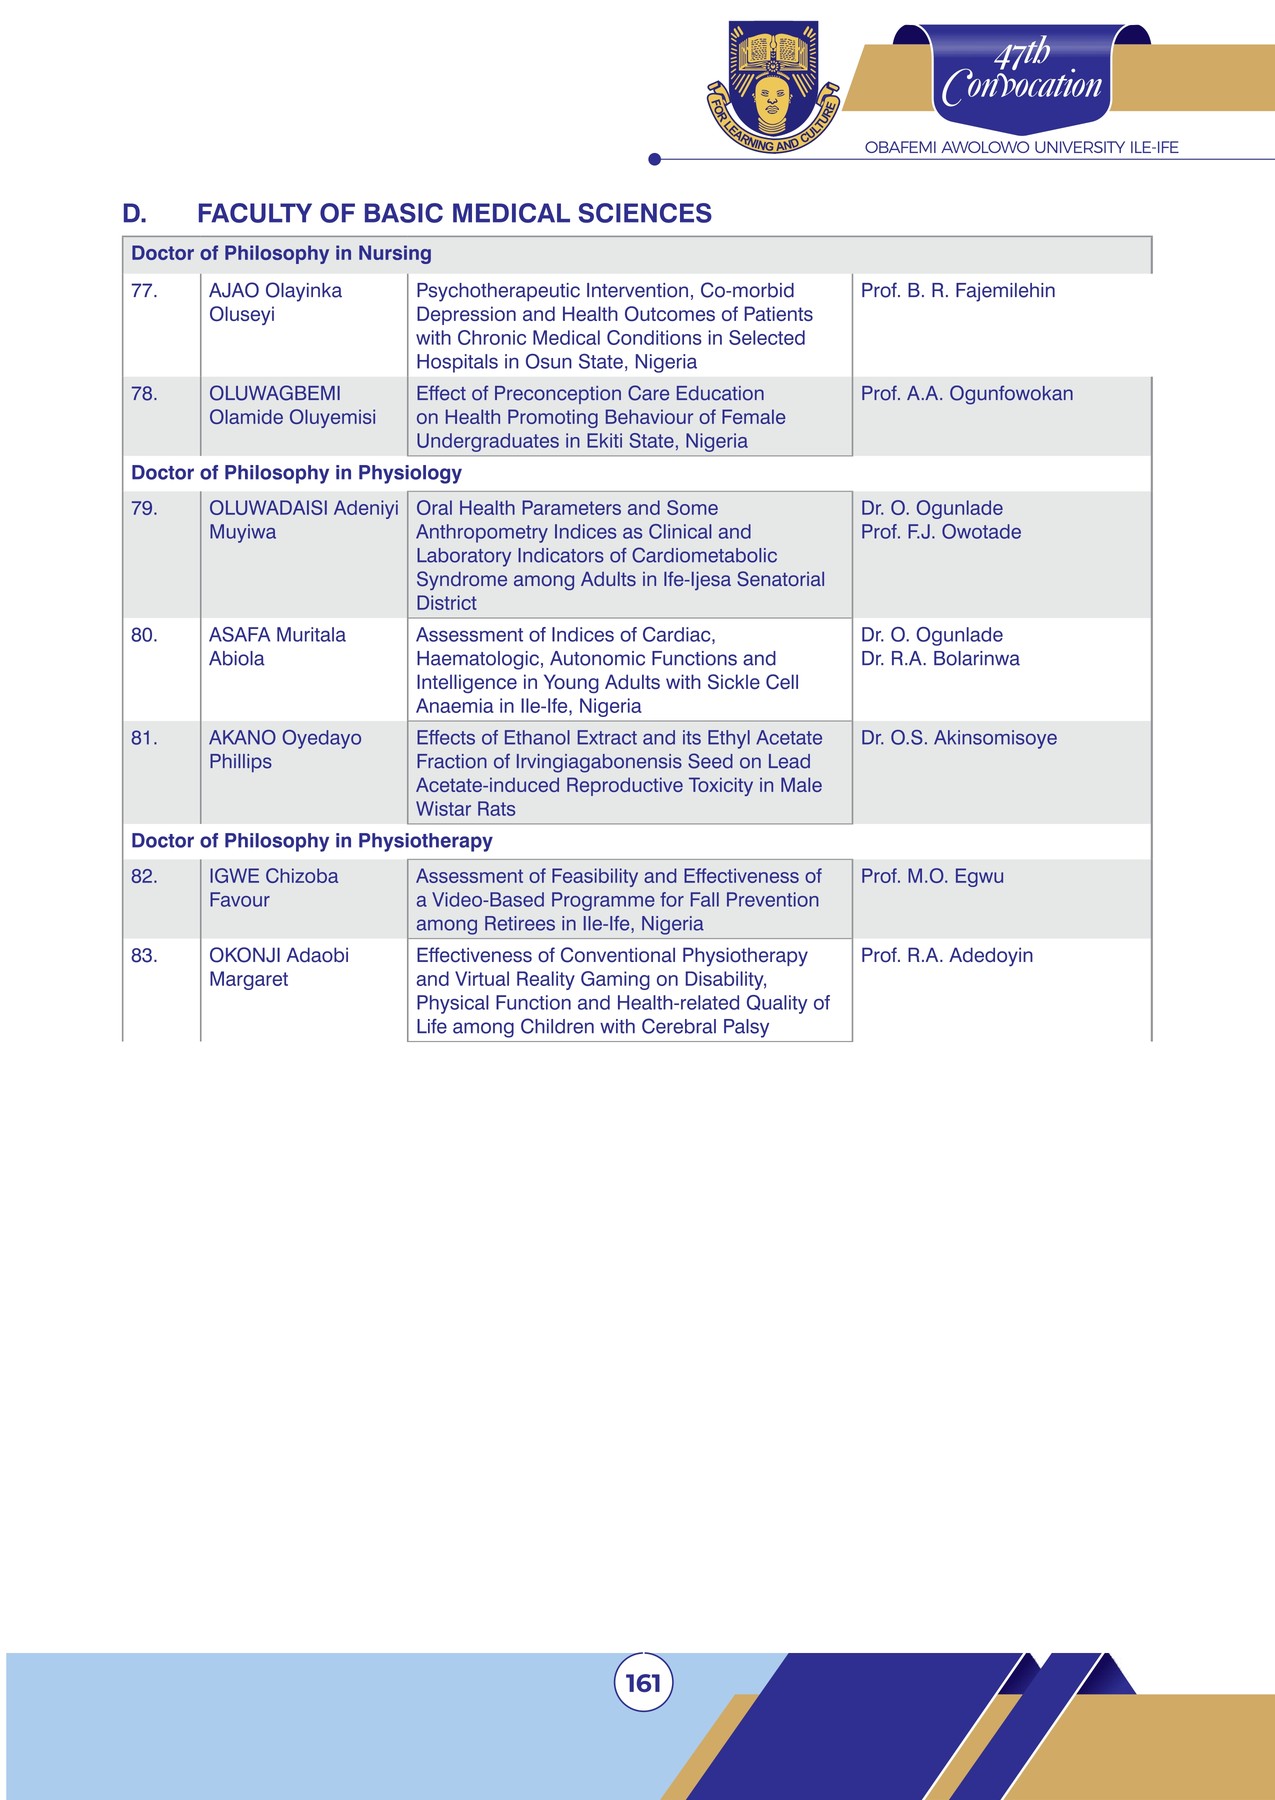 FOR LEARNING AND CULTURE
47th
Convocation
OBAFEMI AWOLOWO UNIVERSITY ILE-IFE
D. FACULTY OF BASIC MEDICAL SCIENCES
Doctor of Philosophy in Nursing
77. AJAO Olayinka Psychotherapeutic Intervention, Co-morbid Prof. B. R. Fajemilehin
Oluseyi Depression and Health Outcomes of Patients
with Chronic Medical Conditions in Selected
Hospitals in Osun State, Nigeria
78. OLUWAGBEMI Effect of Preconception Care Education Prof. A.A. Ogunfowokan
Olamide Oluyemisi on Health Promoting Behaviour of Female
Undergraduates in Ekiti State, Nigeria
Doctor of Philosophy in Physiology
79. OLUWADAISI Adeniyi Oral Health Parameters and Some Dr. O. Ogunlade
Muyiwa Anthropometry Indices as Clinical and Prof. F.J. Owotade
Laboratory Indicators of Cardiometabolic
Syndrome among Adults in Ife-Ijesa Senatorial
District
80. ASAFA Muritala Assessment of Indices of Cardiac, Dr. O. Ogunlade
Abiola Haematologic, Autonomic Functions and Dr. R.A. Bolarinwa
Intelligence in Young Adults with Sickle Cell
Anaemia in Ile-Ife, Nigeria
81. AKANO Oyedayo Effects of Ethanol Extract and its Ethyl Acetate Dr. O.S. Akinsomisoye
Phillips Fraction of Irvingiagabonensis Seed on Lead
Acetate-induced Reproductive Toxicity in Male
Wistar Rats
Doctor of Philosophy in Physiotherapy
82. IGWE Chizoba Assessment of Feasibility and Effectiveness of Prof. M.O. Egwu
Favour a Video-Based Programme for Fall Prevention
among Retirees in Ile-Ife, Nigeria
83. OKONJI Adaobi Effectiveness of Conventional Physiotherapy Prof. R.A. Adedoyin
Margaret and Virtual Reality Gaming on Disability,
Physical Function and Health-related Quality of
Life among Children with Cerebral Palsy
161